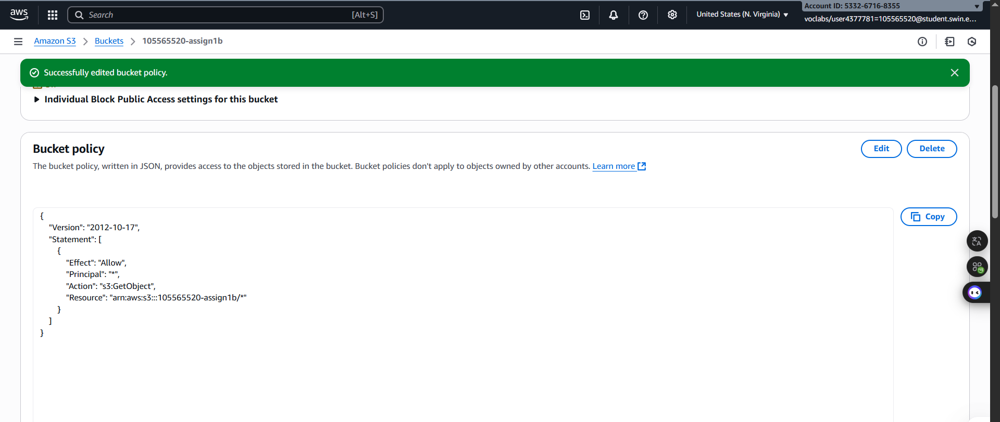 aws
Search
[Alt+S]
United States (N. Virginia)
Account ID: 5332-6716-8355
voclabs/user4377781=105565520@student.swin.e...
Amazon S3
Buckets
105565520-assign1b
Successfully edited bucket policy.
Individual Block Public Access settings for this bucket
Bucket policy
Edit
Delete
The bucket policy, written in JSON, provides access to the objects stored in the bucket. Bucket policies don't apply to objects owned by other accounts. Learn more
Copy
{
"Version": "2012-10-17",
"Statement": [
{
"Effect": "Allow",
"Principal": "*",
"Action": "s3:GetObject",
"Resource": "arn:aws:s3:::105565520-assign1b/*"
}
]
}